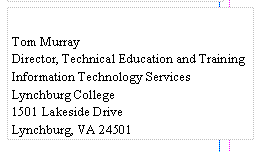 Tom Murray
Director, Technical Education and Training
Information Technology Services
Lynchburg College
1501 Lakeside Drive
Lynchburg, VA 24501